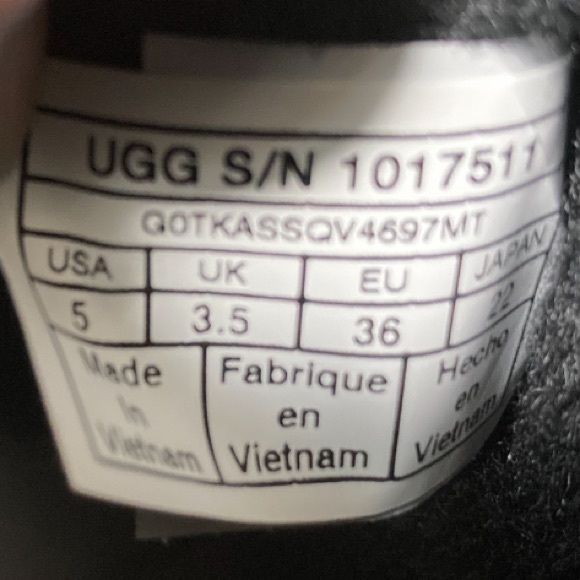 UGG S/N 1017511
G0TKASSQV4697MT
USA UK EU JAPAN
5 3.5 36 22
Made Fabrique Hecho
in en en
Vietnam Vietnam Vietnam